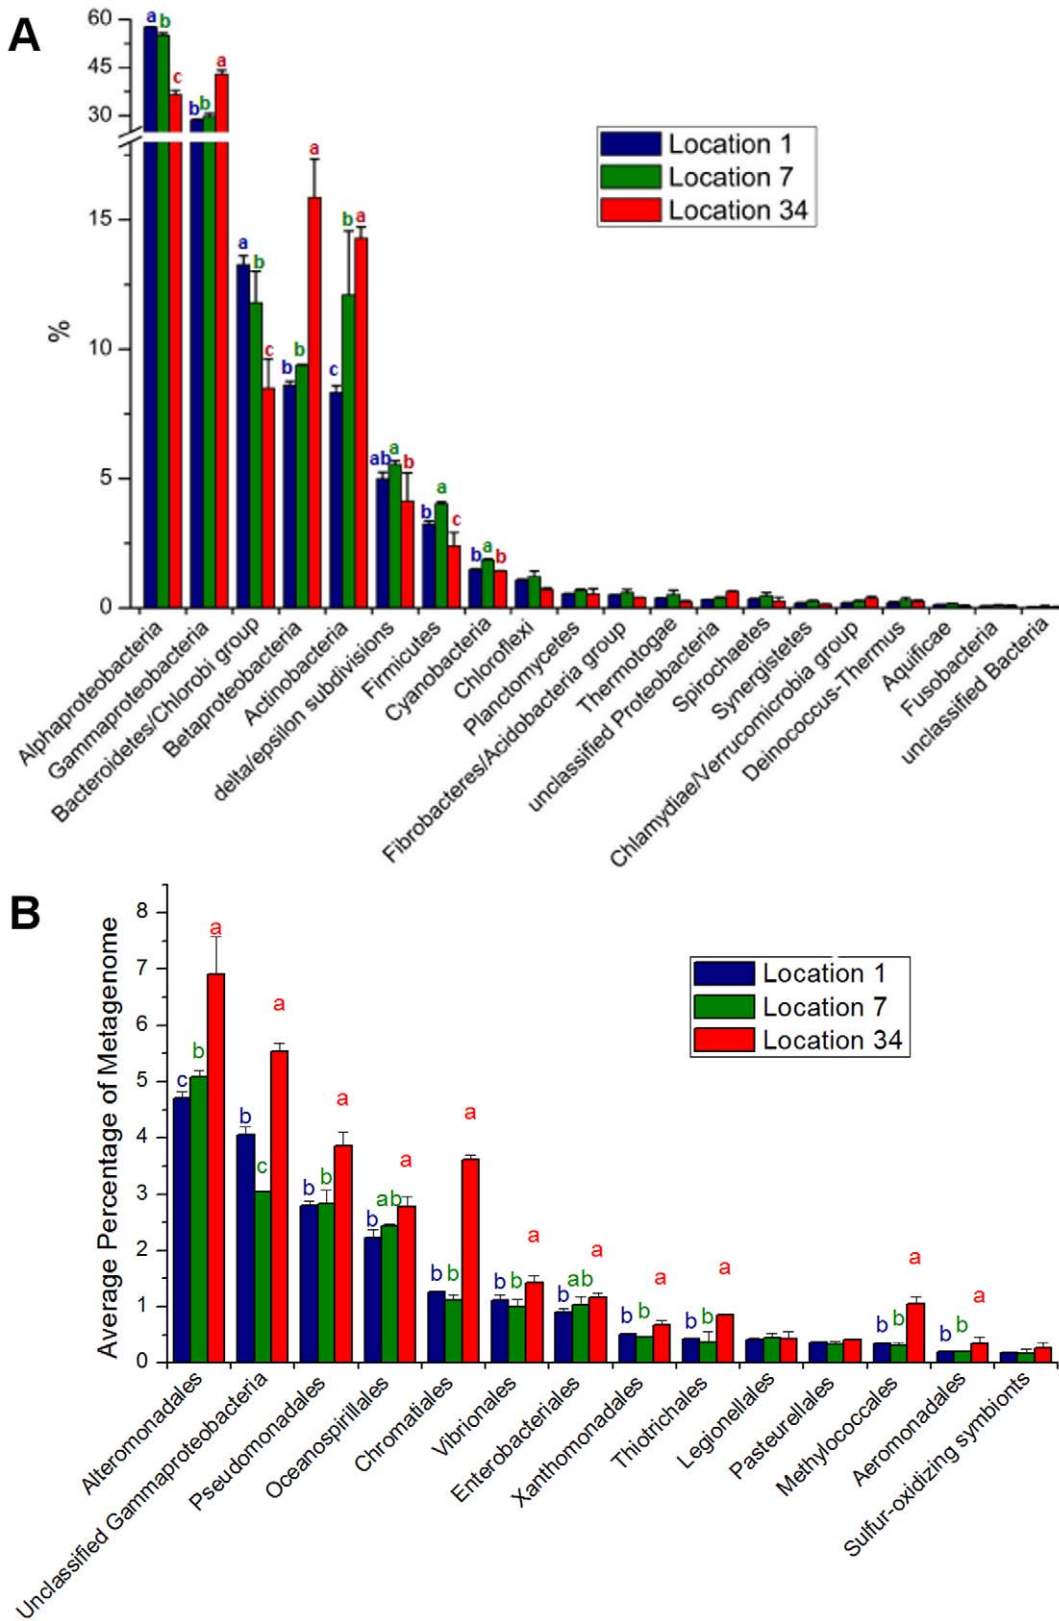 A
60
45
30
15
10
5
0
%
a b
c
b b a
a b c
b b a
c b a
ab a b
b a c
b a b
Location 1
Location 7
Location 34
Alphaproteobacteria
Gammaproteobacteria
Bacteroidetes/Chlorobi group
Betaproteobacteria
Actinobacteria
delta/epsilon subdivisions
Firmicutes
Cyanobacteria
Chloroflexi
Planctomycetes
Fibrobacteres/Acidobacteria group
Thermotogae
unclassified Proteobacteria
Spirochaetes
Synergistetes
Chlamydiae/Verrucomicrobia group
Deinococcus-Thermus
Aquificae
Fusobacteria
unclassified Bacteria
B
8
7
6
5
4
3
2
1
0
Average Percentage of Metagenome
c b a
b c a
b b a
b ab a
b b a
b b a
b ab a
b b a
b b a
b b a
b b a
Location 1
Location 7
Location 34
Alteromonadales
Unclassified Gammaproteobacteria
Pseudomonadales
Oceanospirillales
Chromatiales
Vibrionales
Enterobacteriales
Xanthomonadales
Thiotrichales
Legionellales
Pasteurellales
Methylococcales
Aeromonadales
Sulfur-oxidizing symbionts